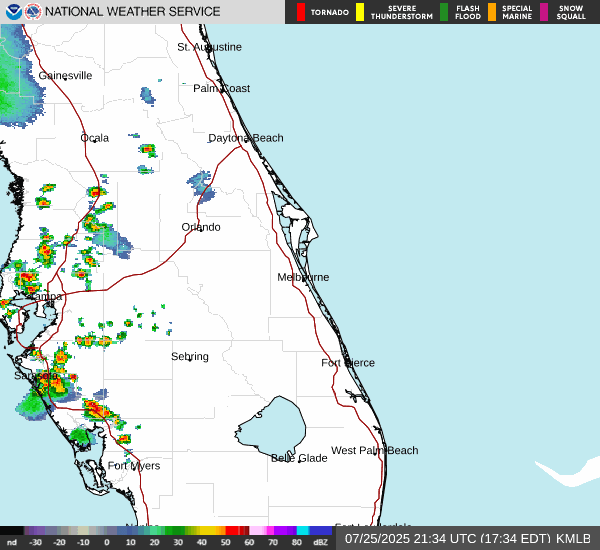 NATIONAL WEATHER SERVICE
TORNADO
SEVERE THUNDERSTORM
FLASH FLOOD
SPECIAL MARINE
SNOW SQUALL
St. Augustine
Gainesville
Palm Coast
Ocala
Daytona Beach
Orlando
Melbourne
Tampa
Sebring
Fort Pierce
Sarasota
West Palm Beach
Belle Glade
Fort Myers
Fort Lauderdale
nd -30 -20 -10 0 10 20 30 40 50 60 70 80 dBZ
07/25/2025 21:34 UTC (17:34 EDT) KMLB